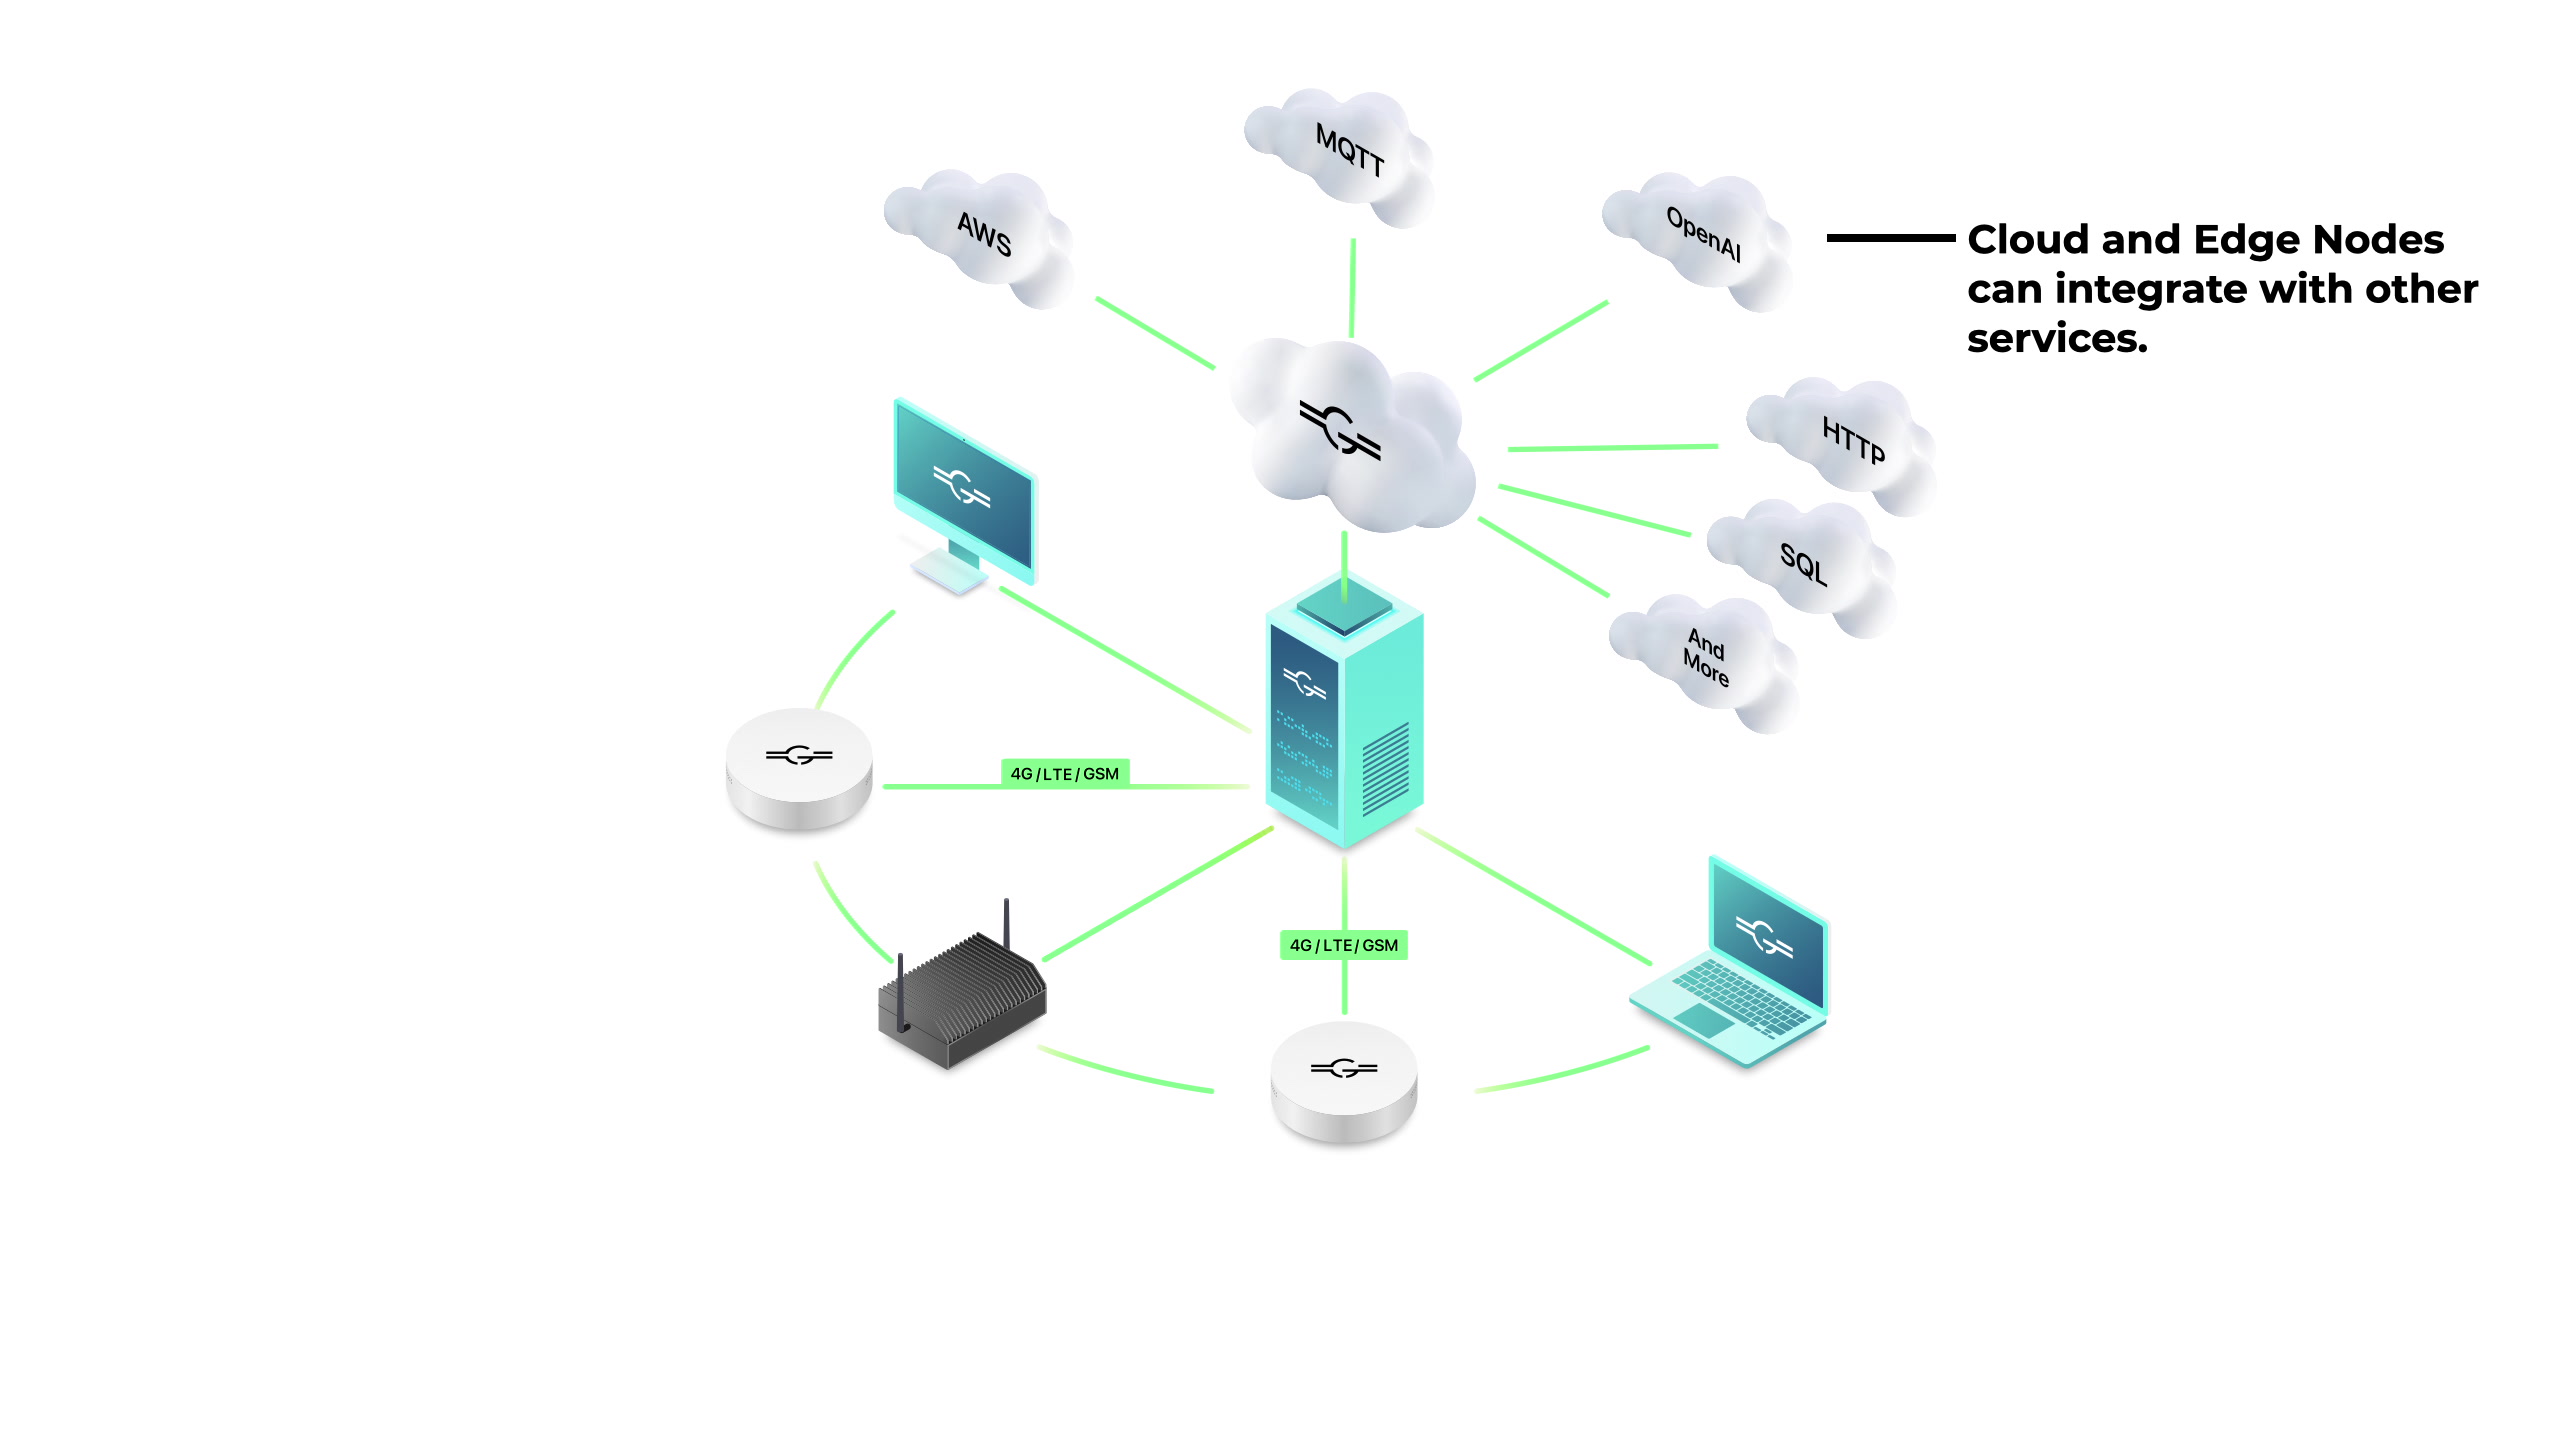 MQTT
AWS
OpenAI
Cloud and Edge Nodes
can integrate with other
services.
HTTP
SQL
And
More
4G / LTE / GSM
4G / LTE / GSM